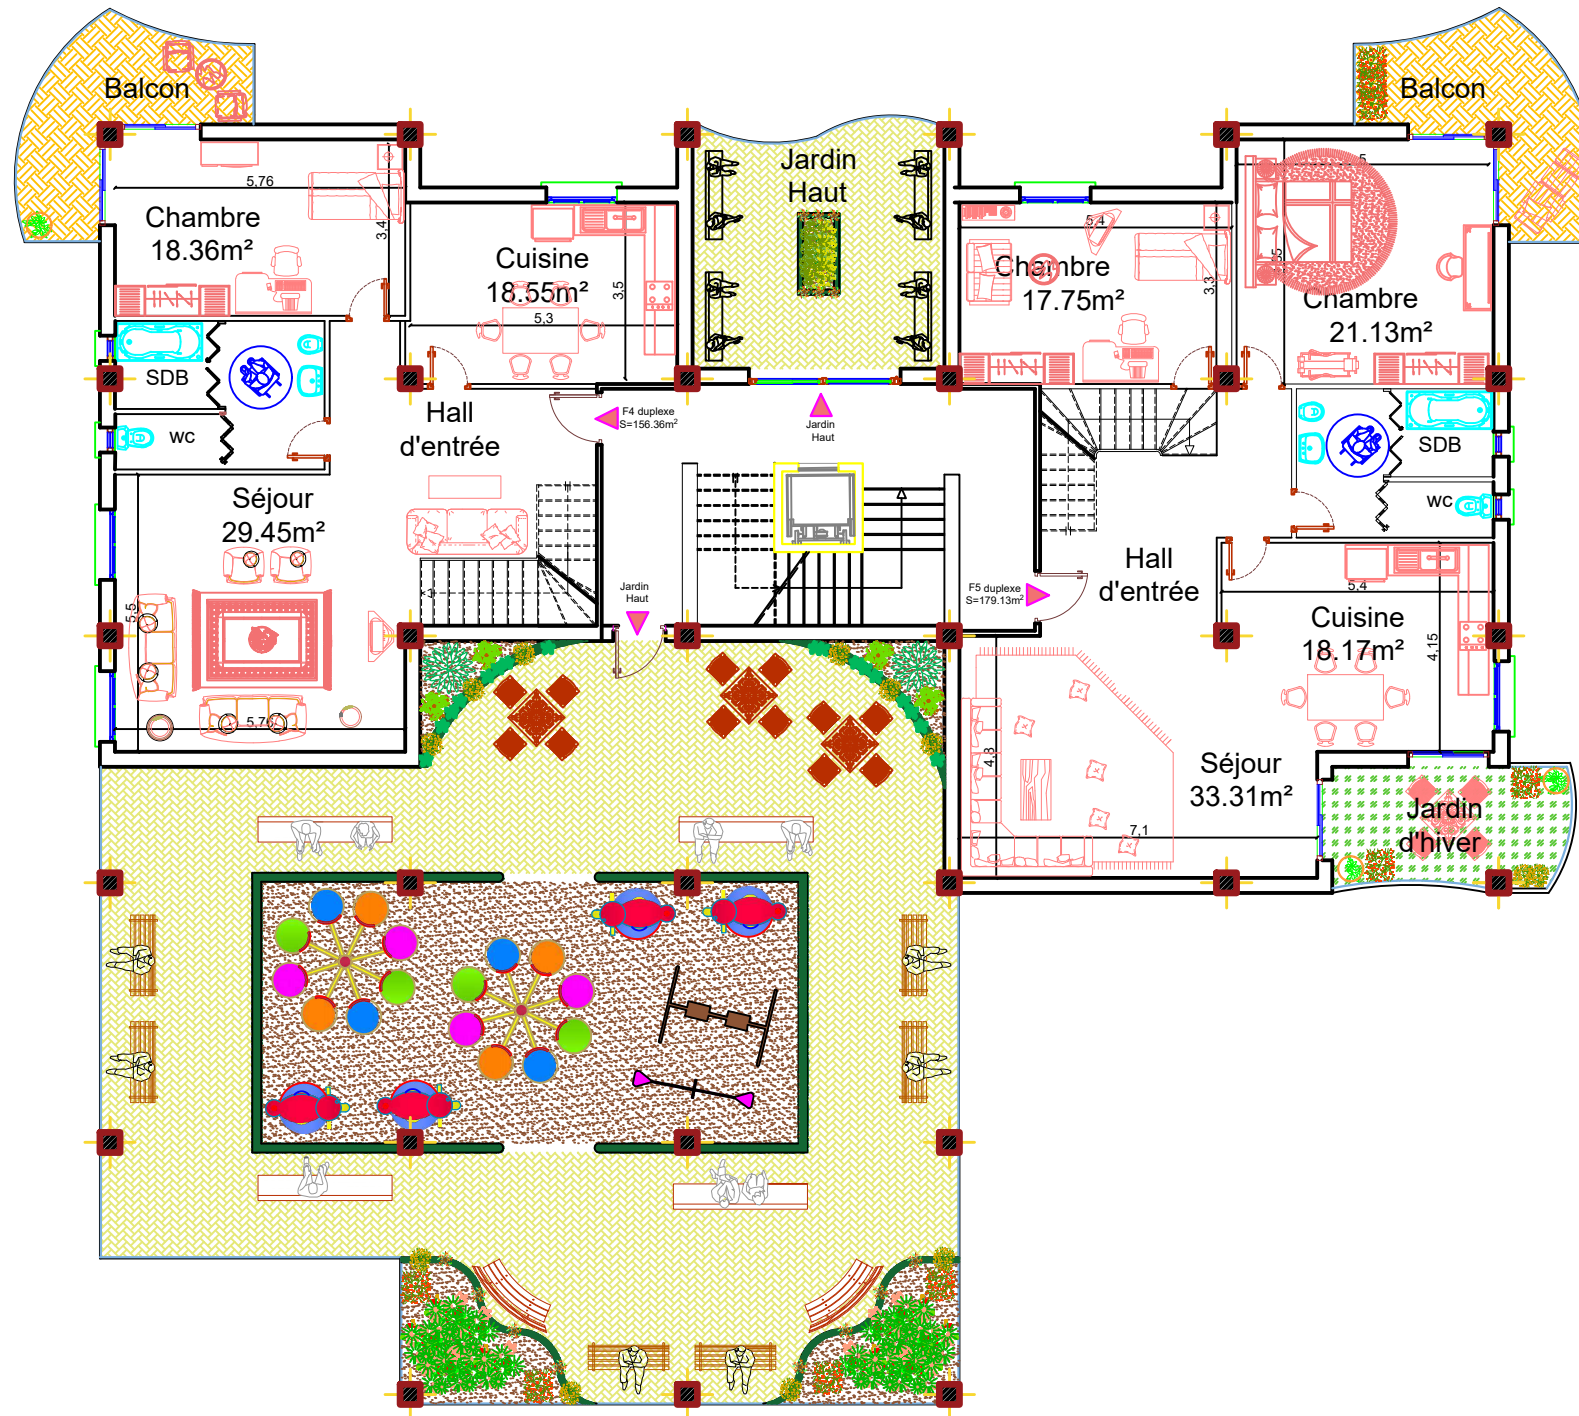 Balcon
Balcon
Jardin
Haut
5,76
Chambre
18.36m²
3,4
Cuisine
18.55m²
3,5
5,3
5,4
Chambre
17.75m²
3,3
5
Chambre
21.13m²
SDB
wc
Hall
d'entrée
F4 duplexe
S=156.36m²
Jardin
Haut
SDB
wc
Séjour
29.45m²
5,5
5,76
Jardin
Haut
F5 duplexe
S=179.13m²
Hall
d'entrée
5,4
Cuisine
18.17m²
4,15
4,3
Séjour
33.31m²
7,1
Jardin
d'hiver